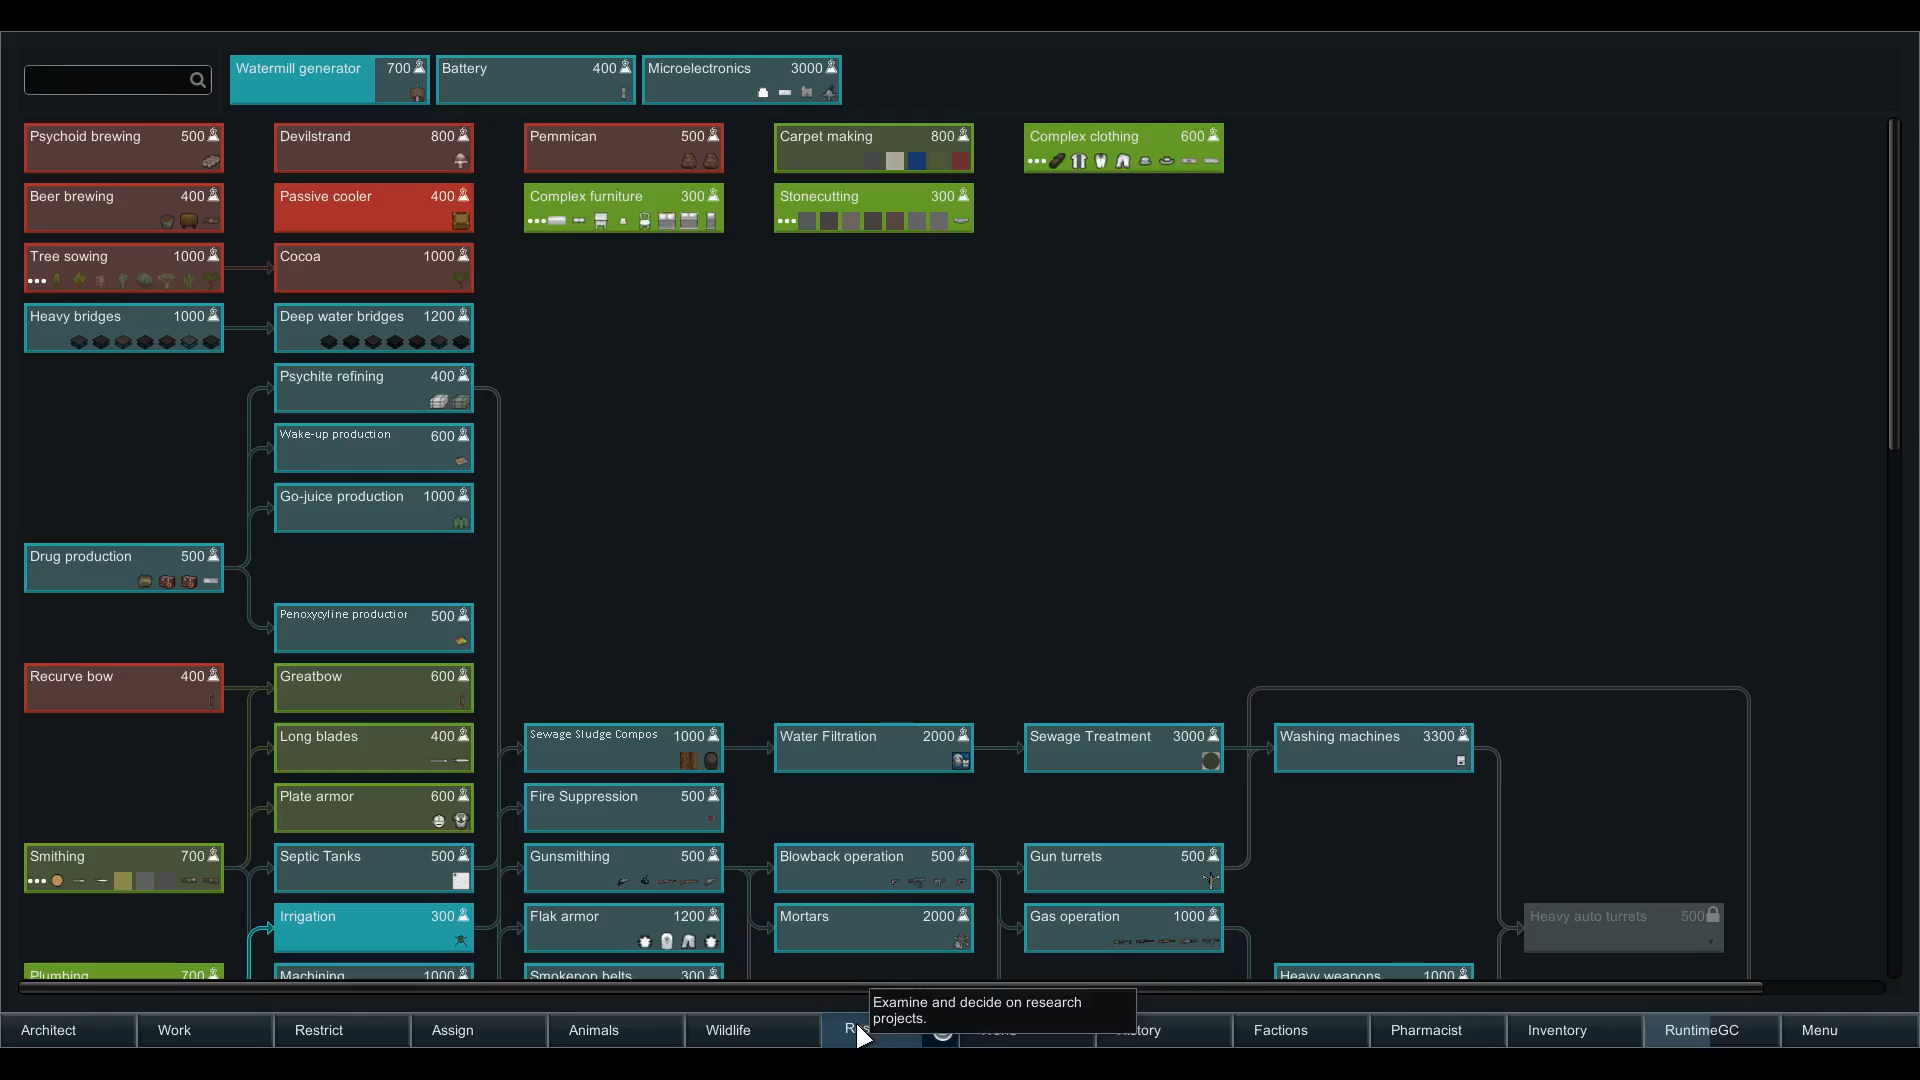 Watermill generator 700
Battery 400
Microelectronics 3000
Psychoid brewing 500
Devilstrand 800
Pemmican 500
Carpet making 800
Complex clothing 600
Beer brewing 400
Passive cooler 400
Complex furniture 300
Stonecutting 300
Tree sowing 1000
Cocoa 1000
Heavy bridges 1000
Deep water bridges 1200
Psychite refining 400
Wake-up production 600
Go-juice production 1000
Drug production 500
Penoxycyline production 500
Recurve bow 400
Greatbow 600
Long blades 400
Sewage Sludge Compos 1000
Water Filtration 2000
Sewage Treatment 3000
Washing machines 3300
Plate armor 600
Fire Suppression 500
Smithing 700
Septic Tanks 500
Gunsmithing 500
Blowback operation 500
Gun turrets 500
Irrigation 300
Flak armor 1200
Mortars 2000
Gas operation 1000
Heavy auto turrets 500
Plumbing 700
Machining 1000
Smokepop belts 300
Heavy weapons 1000
Examine and decide on research
projects.
Architect
Work
Restrict
Assign
Animals
Wildlife
History
Factions
Pharmacist
Inventory
RuntimeGC
Menu